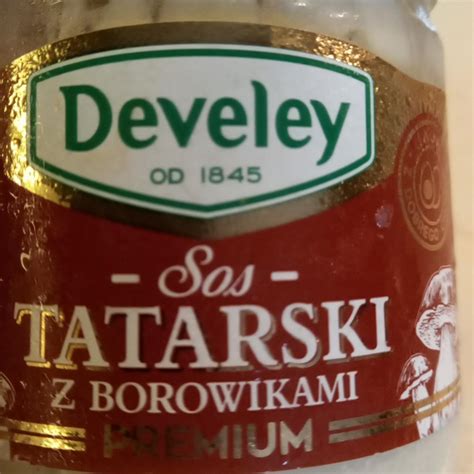 Develey
OD 1845
Sos
TATARSKI
Z BOROWIKAMI
PREMIUM